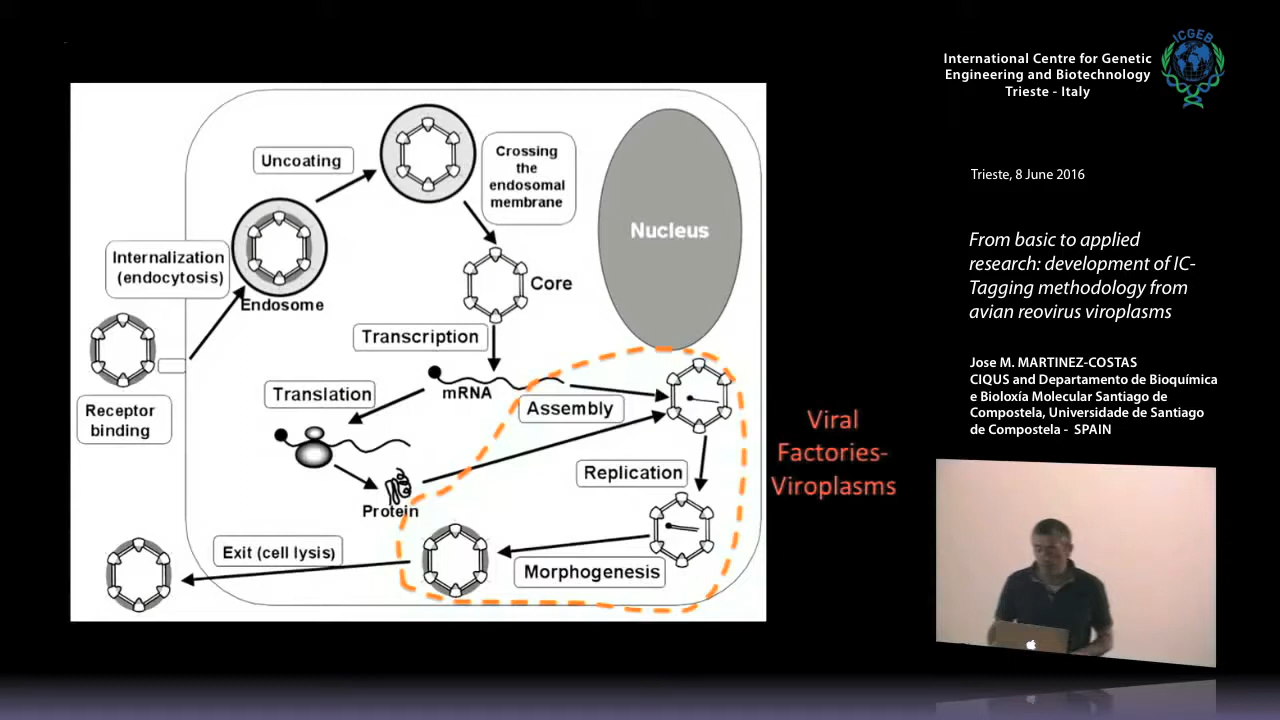 Uncoating
Crossing
the
endosomal
membrane
Nucleus
Internalization
(endocytosis)
Endosome
Core
Transcription
mRNA
Translation
Assembly
Receptor
binding
Replication
Protein
Exit (cell lysis)
Morphogenesis
Viral
Factories-
Viroplasms
International Centre for Genetic
Engineering and Biotechnology
Trieste - Italy
ICGEB
Trieste, 8 June 2016
From basic to applied
research: development of IC-
Tagging methodology from
avian reovirus viroplasms
Jose M. MARTINEZ-COSTAS
CIQUS and Departamento de Bioquímica
e Bioloxía Molecular Santiago de
Compostela, Universidade de Santiago
de Compostela - SPAIN